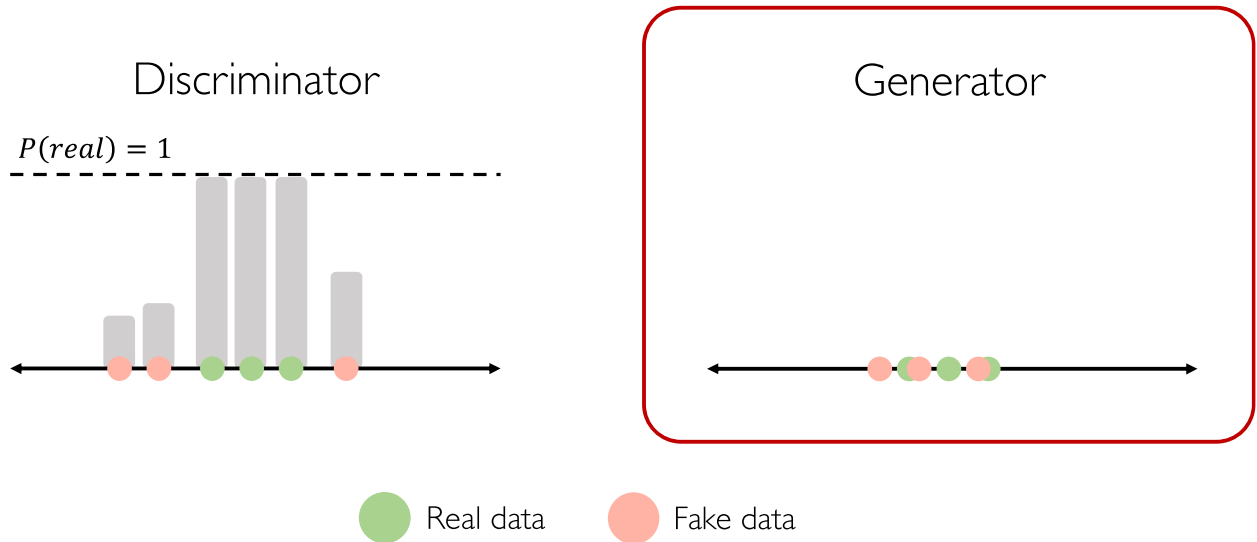 Discriminator
Generator
P(real) = 1
Real data
Fake data